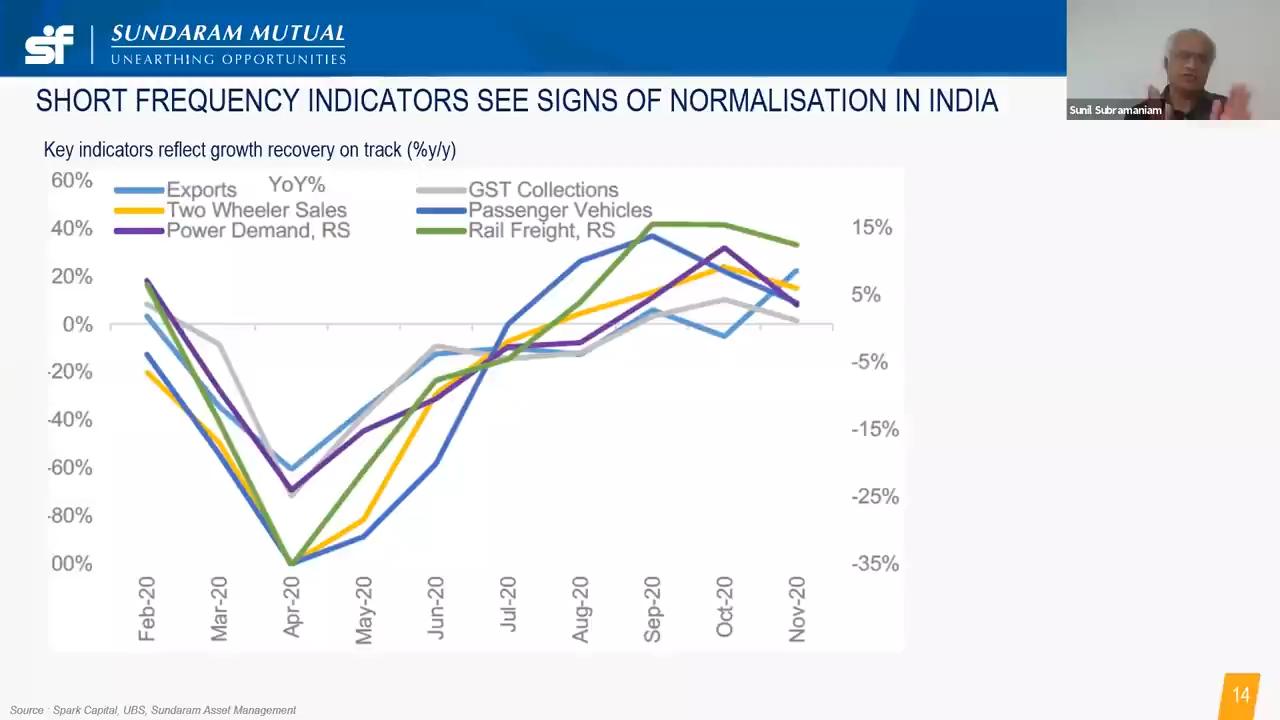 sf
SUNDARAM MUTUAL
UNEARTHING OPPORTUNITIES
Sunil Subramaniam
SHORT FREQUENCY INDICATORS SEE SIGNS OF NORMALISATION IN INDIA
Key indicators reflect growth recovery on track (%y/y)
YoY%
Exports
GST Collections
Two Wheeler Sales
Passenger Vehicles
Power Demand, RS
Rail Freight, RS
60%
40%
20%
0%
-20%
-40%
-60%
-80%
00%
15%
5%
-5%
-15%
-25%
-35%
Feb-20
Mar-20
Apr-20
May-20
Jun-20
Jul-20
Aug-20
Sep-20
Oct-20
Nov-20
Source : Spark Capital, UBS, Sundaram Asset Management
14